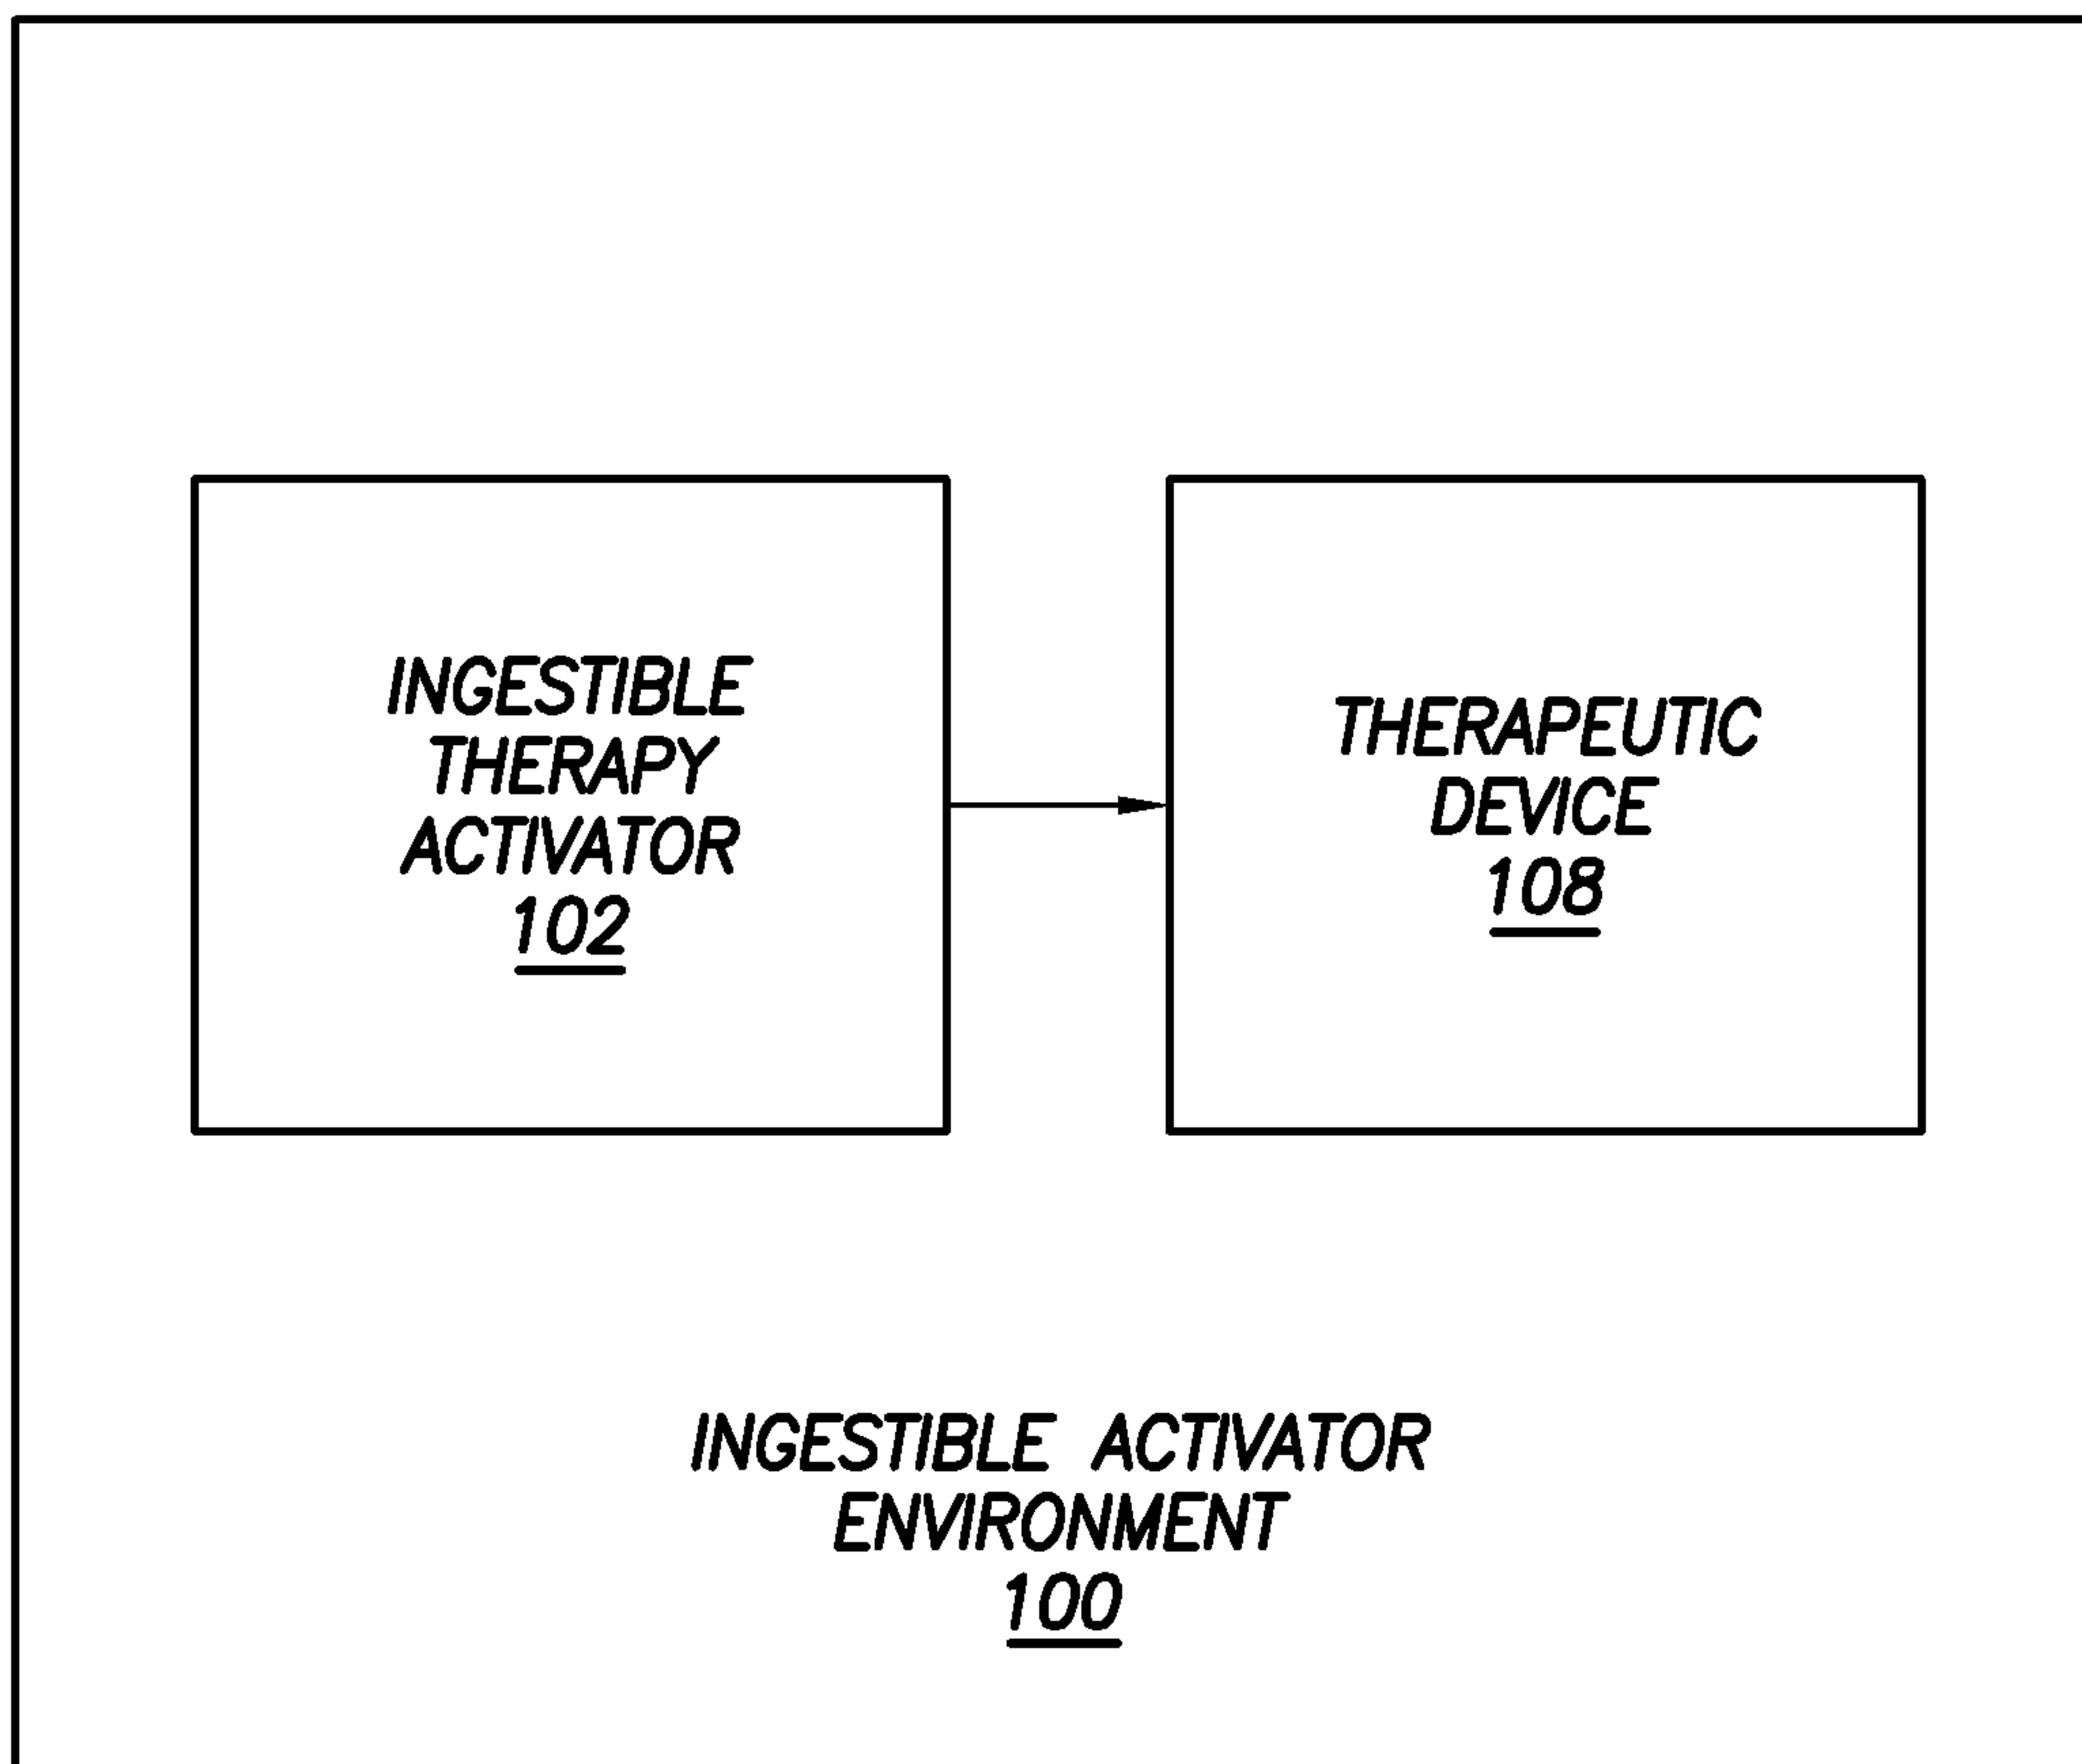 INGESTIBLE
THERAPY
ACTIVATOR
102
THERAPEUTIC
DEVICE
108
INGESTIBLE ACTIVATOR
ENVIRONMENT
100